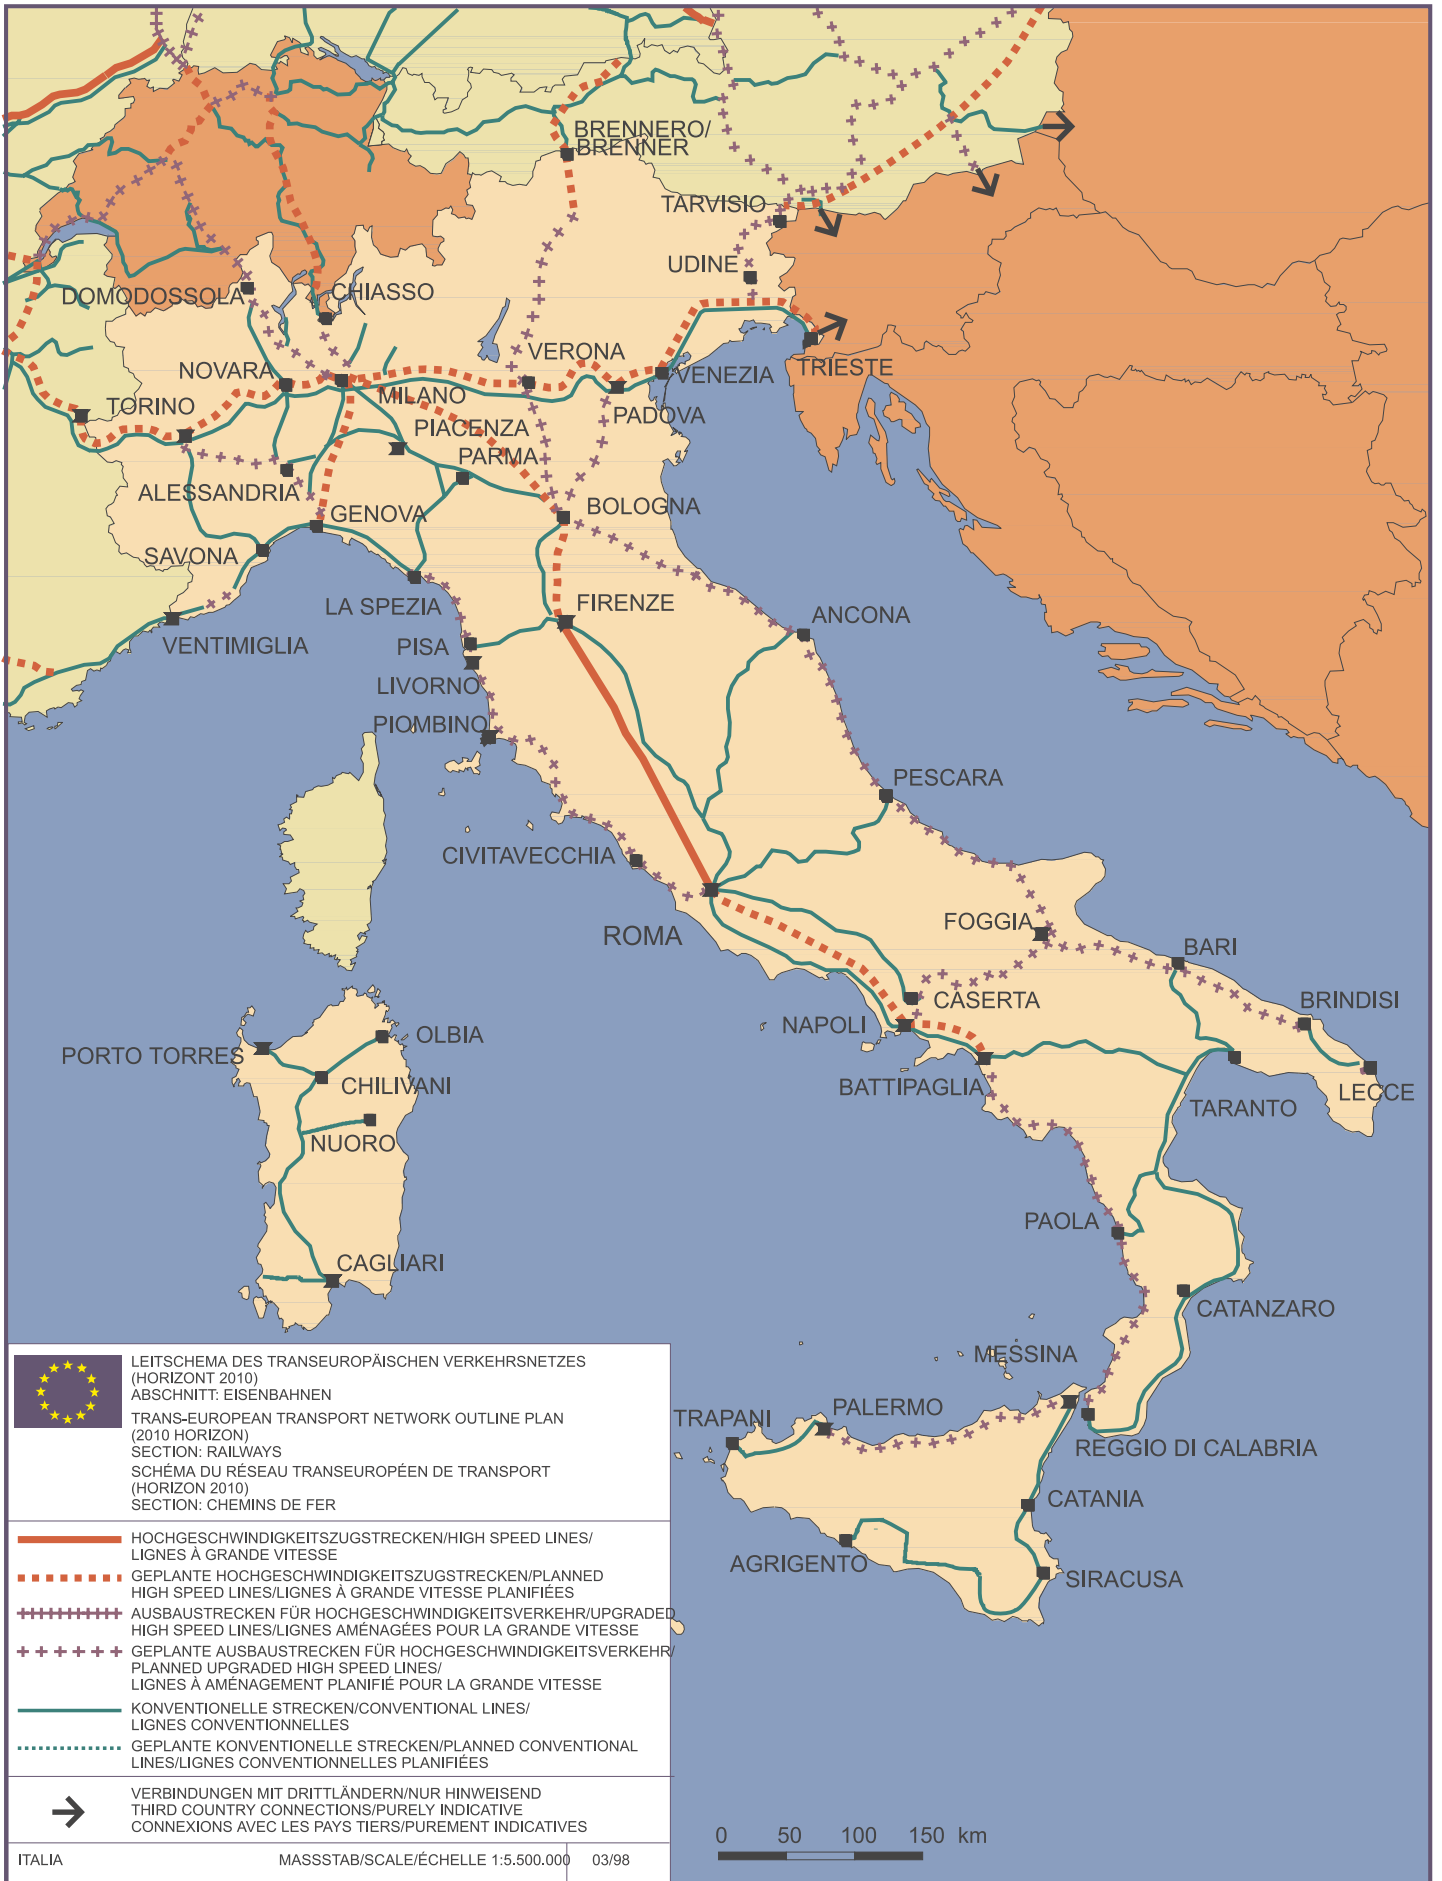 BRENNERO/
BRENNER
TARVISIO
UDINE
DOMODOSSOLA
CHIASSO
VERONA
NOVARA
MILANO
VENEZIA
TRIESTE
TORINO
PADOVA
PIACENZA
PARMA
ALESSANDRIA
GENOVA
BOLOGNA
SAVONA
LA SPEZIA
FIRENZE
ANCONA
VENTIMIGLIA
PISA
LIVORNO
PIOMBINO
PESCARA
CIVITAVECCHIA
ROMA
FOGGIA
BARI
CASERTA
BRINDISI
NAPOLI
OLBIA
PORTO TORRES
CHILIVANI
BATTIPAGLIA
LECCE
TARANTO
NUORO
PAOLA
CAGLIARI
CATANZARO
MESSINA
TRAPANI
PALERMO
REGGIO DI CALABRIA
CATANIA
AGRIGENTO
SIRACUSA
LEITSCHEMA DES TRANSEUROPÄISCHEN VERKEHRSNETZES
(HORIZONT 2010)
ABSCHNITT: EISENBAHNEN
TRANS-EUROPEAN TRANSPORT NETWORK OUTLINE PLAN
(2010 HORIZON)
SECTION: RAILWAYS
SCHÉMA DU RÉSEAU TRANSEUROPÉEN DE TRANSPORT
(HORIZON 2010)
SECTION: CHEMINS DE FER
HOCHGESCHWINDIGKEITSZUGSTRECKEN/HIGH SPEED LINES/
LIGNES À GRANDE VITESSE
GEPLANTE HOCHGESCHWINDIGKEITSZUGSTRECKEN/PLANNED
HIGH SPEED LINES/LIGNES À GRANDE VITESSE PLANIFIÉES
AUSBAUSTRECKEN FÜR HOCHGESCHWINDIGKEITSVERKEHR/UPGRADED
HIGH SPEED LINES/LIGNES AMÉNAGÉES POUR LA GRANDE VITESSE
GEPLANTE AUSBAUSTRECKEN FÜR HOCHGESCHWINDIGKEITSVERKEHR/
PLANNED UPGRADED HIGH SPEED LINES/
LIGNES À AMÉNAGEMENT PLANIFIÉ POUR LA GRANDE VITESSE
KONVENTIONELLE STRECKEN/CONVENTIONAL LINES/
LIGNES CONVENTIONNELLES
GEPLANTE KONVENTIONELLE STRECKEN/PLANNED CONVENTIONAL
LINES/LIGNES CONVENTIONNELLES PLANIFIÉES
VERBINDUNGEN MIT DRITTLÄNDERN/NUR HINWEISEND
THIRD COUNTRY CONNECTIONS/PURELY INDICATIVE
CONNEXIONS AVEC LES PAYS TIERS/PUREMENT INDICATIVES
0 50 100 150 km
ITALIA MASSSTAB/SCALE/ÉCHELLE 1:5.500.000 03/98